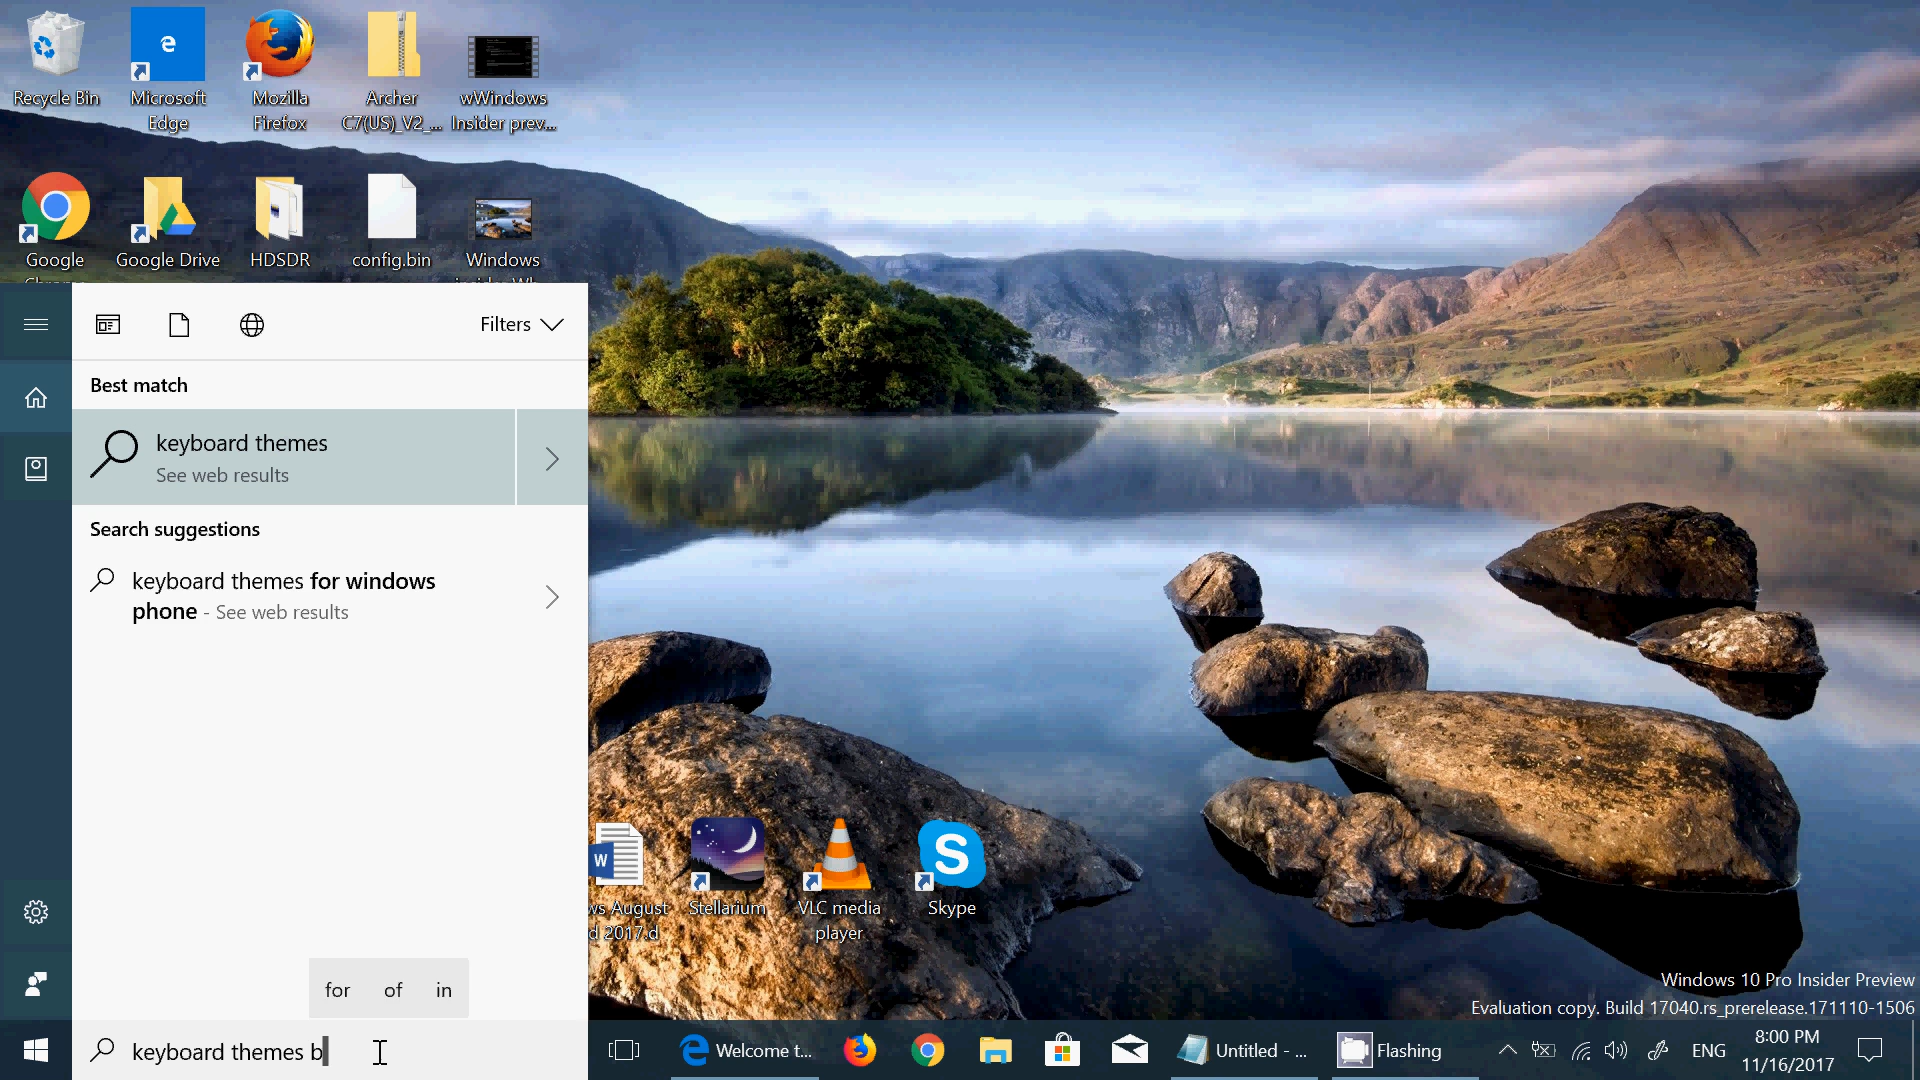 Recycle Bin
Microsoft
Edge
Mozilla
Firefox
Archer
C7(US)_V2_...
wWindows
Insider prev...
Google
Google Drive
HDSDR
config.bin
Windows
Filters
Best match
keyboard themes
See web results
Search suggestions
keyboard themes for windows
phone - See web results
ws August
d 2017.d
Stellarium
VLC media
player
Skype
for of in
Windows 10 Pro Insider Preview
Evaluation copy. Build 17040.rs_prerelease.171110-1506
keyboard themes b
Welcome t...
Untitled - ...
Flashing
ENG
8:00 PM
11/16/2017